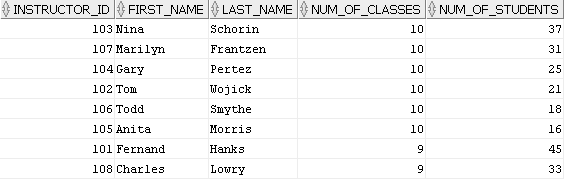 INSTRUCTOR_ID FIRST_NAME LAST_NAME NUM_OF_CLASSES NUM_OF_STUDENTS
103 Nina Schorin 10 37
107 Marilyn Frantzen 10 31
104 Gary Pertez 10 25
102 Tom Wojick 10 21
106 Todd Smythe 10 18
105 Anita Morris 10 16
101 Fernand Hanks 9 45
108 Charles Lowry 9 33